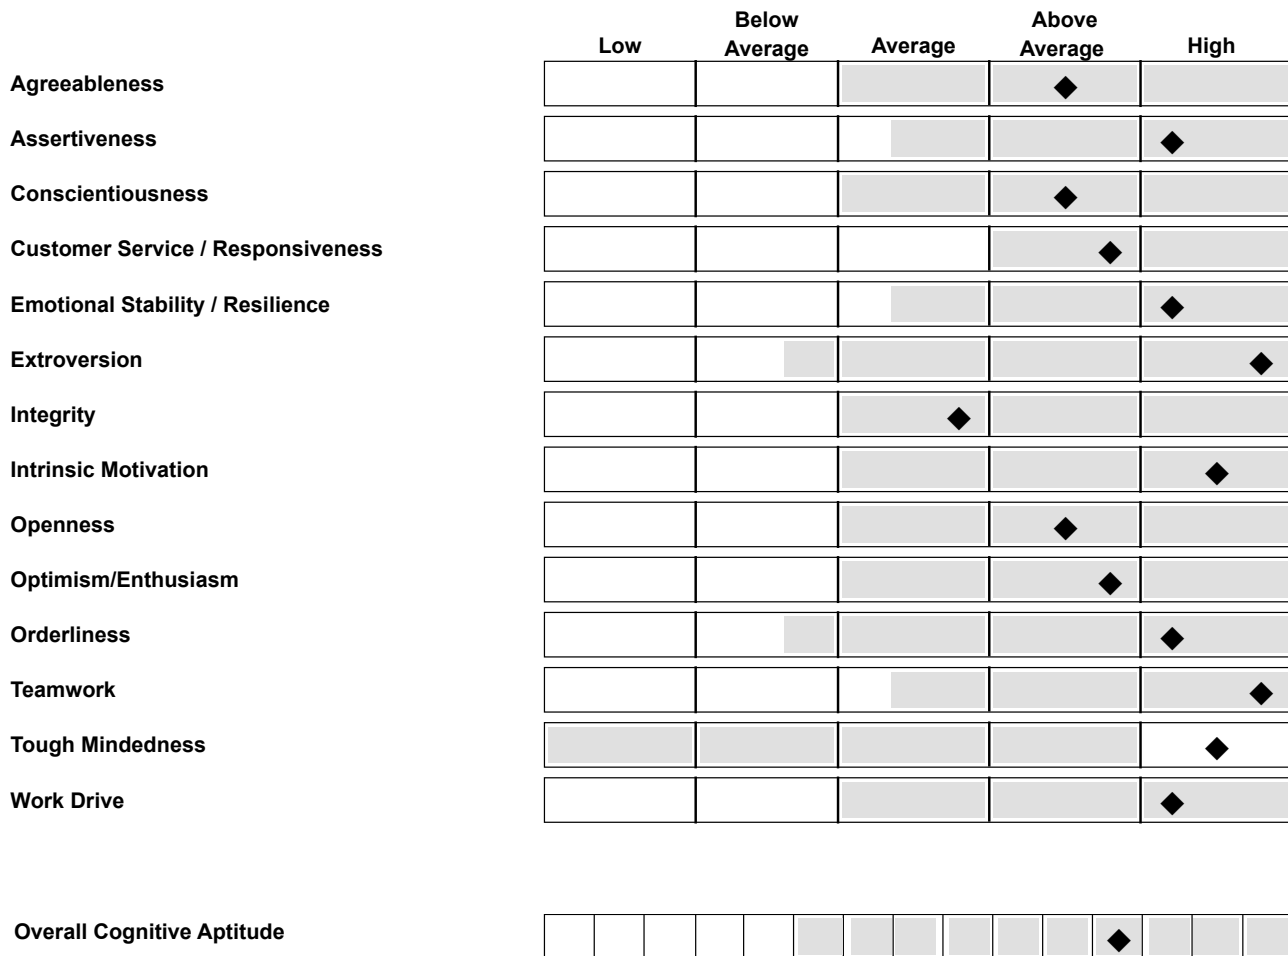 Below Above
Low Average Average Average High
Agreeableness
Assertiveness
Conscientiousness
Customer Service / Responsiveness
Emotional Stability / Resilience
Extroversion
Integrity
Intrinsic Motivation
Openness
Optimism/Enthusiasm
Orderliness
Teamwork
Tough Mindedness
Work Drive
Overall Cognitive Aptitude